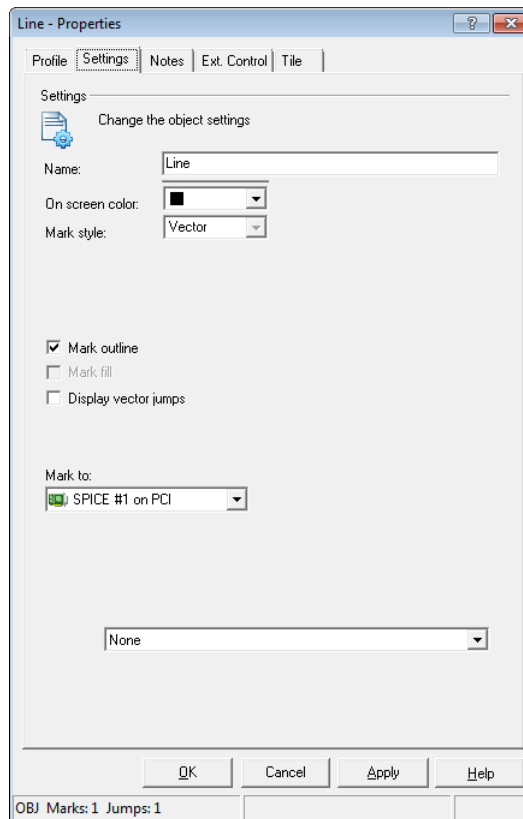 Line - Properties
?
Profile Settings Notes Ext. Control Tile
Settings
Change the object settings
Name: Line
On screen color:
Mark style: Vector
Mark outline
Mark fill
Display vector jumps
Mark to:
SPICE #1 on PCI
None
OK Cancel Apply Help
OBJ Marks: 1 Jumps: 1